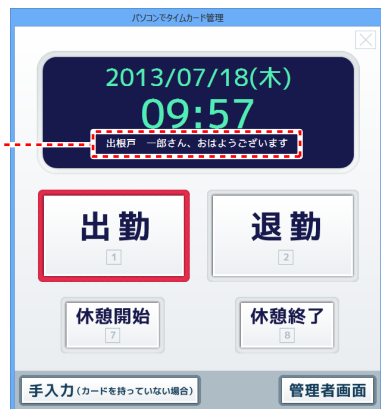 パソコンでタイムカード管理
2013/07/18(木)
09:57
出根戸　一郎さん、おはようございます
出勤
1
退勤
2
休憩開始
7
休憩終了
8
手入力(カードを持っていない場合)
管理者画面